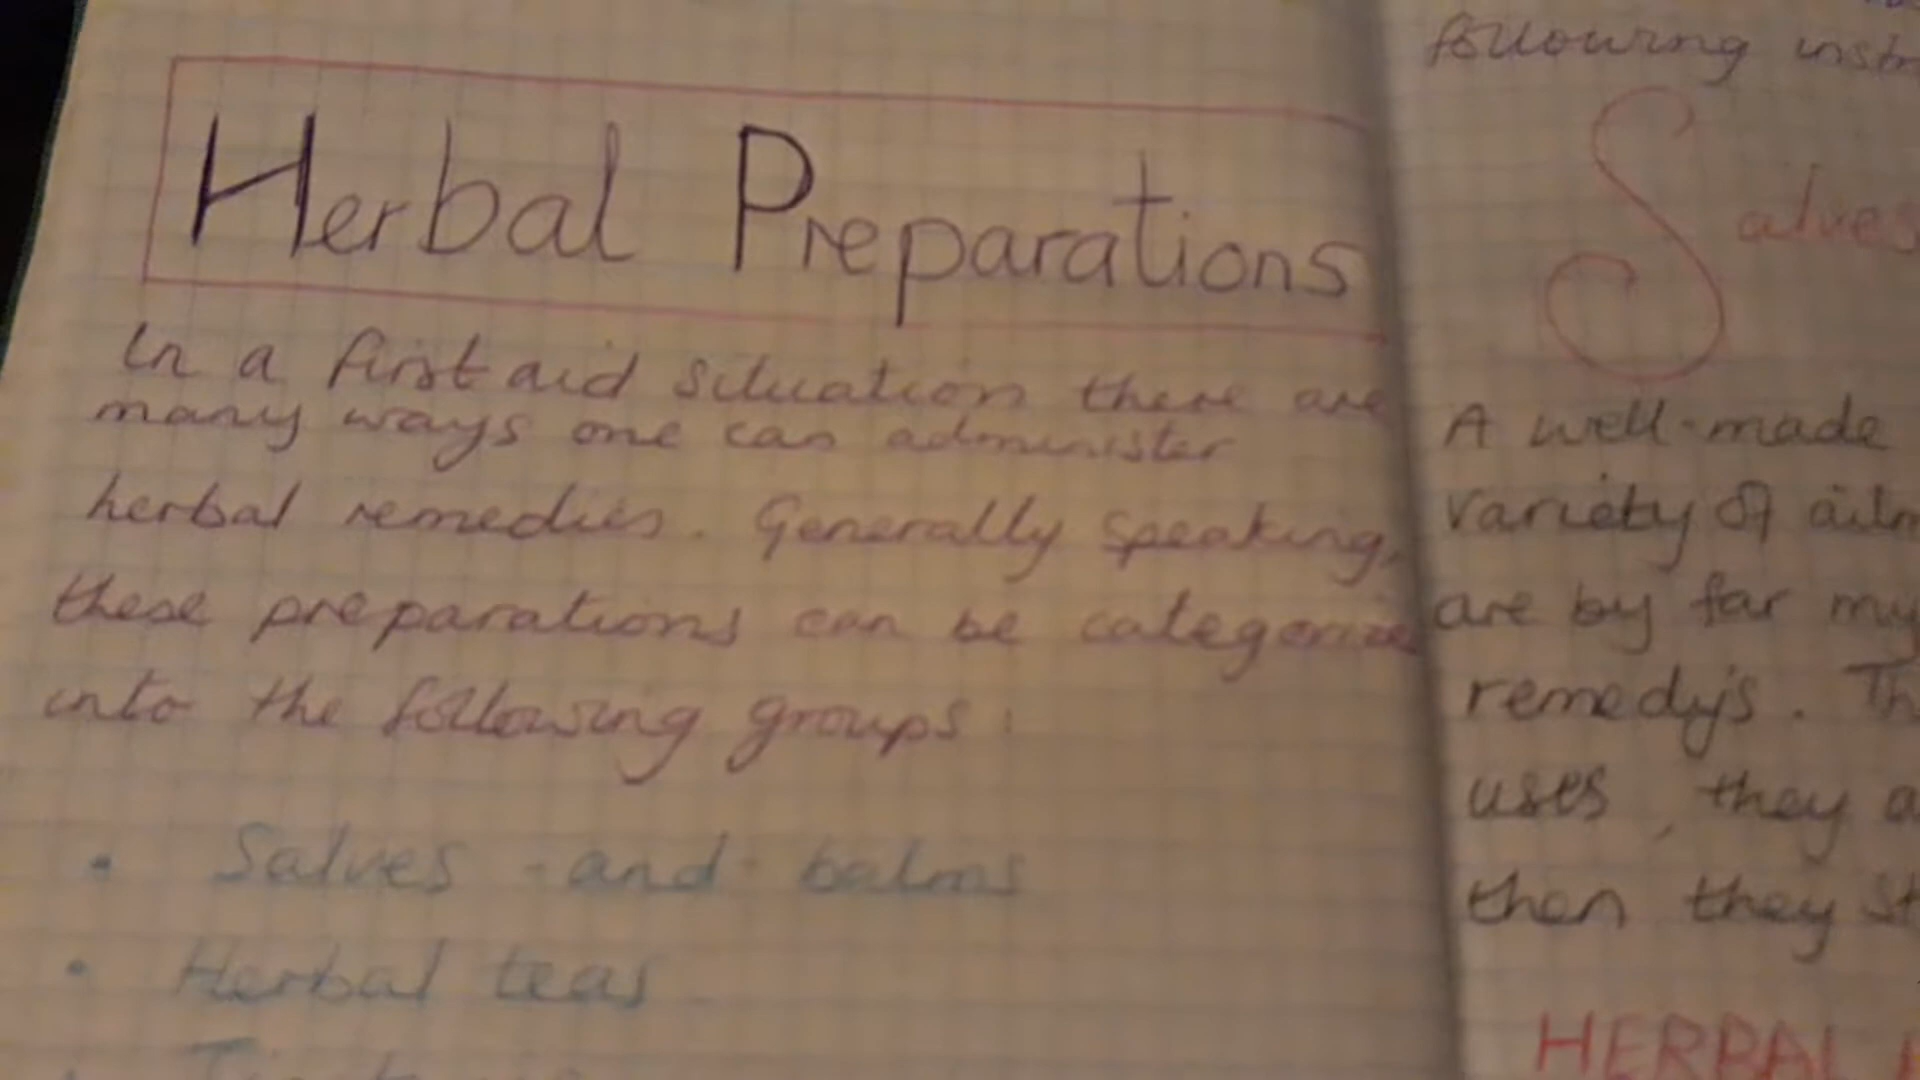 Herbal Preparations
In a first aid situation there are
many ways one can administer
herbal remedies. Generally speaking,
these preparations can be categorize
into the following groups:
• Salves - and - balms
• Herbal teas
following instr
Salves
A well-made
variety of ailm
are by far my
remedy's. Th
uses, they a
then they st
HERBAL